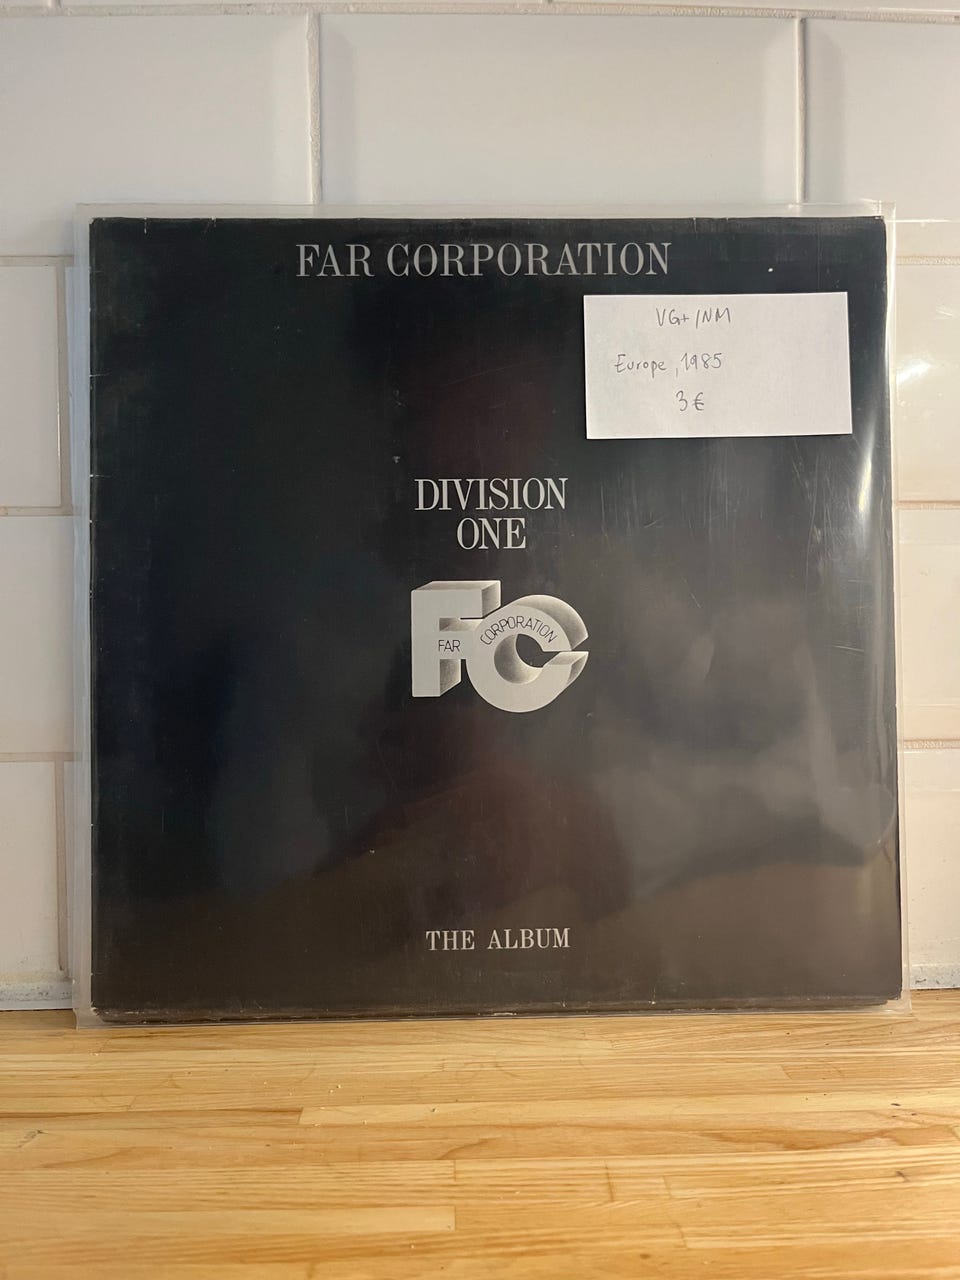 FAR CORPORATION
VG+/NM
Europe, 1985
3€
DIVISION
ONE
FC
FAR CORPORATION
THE ALBUM